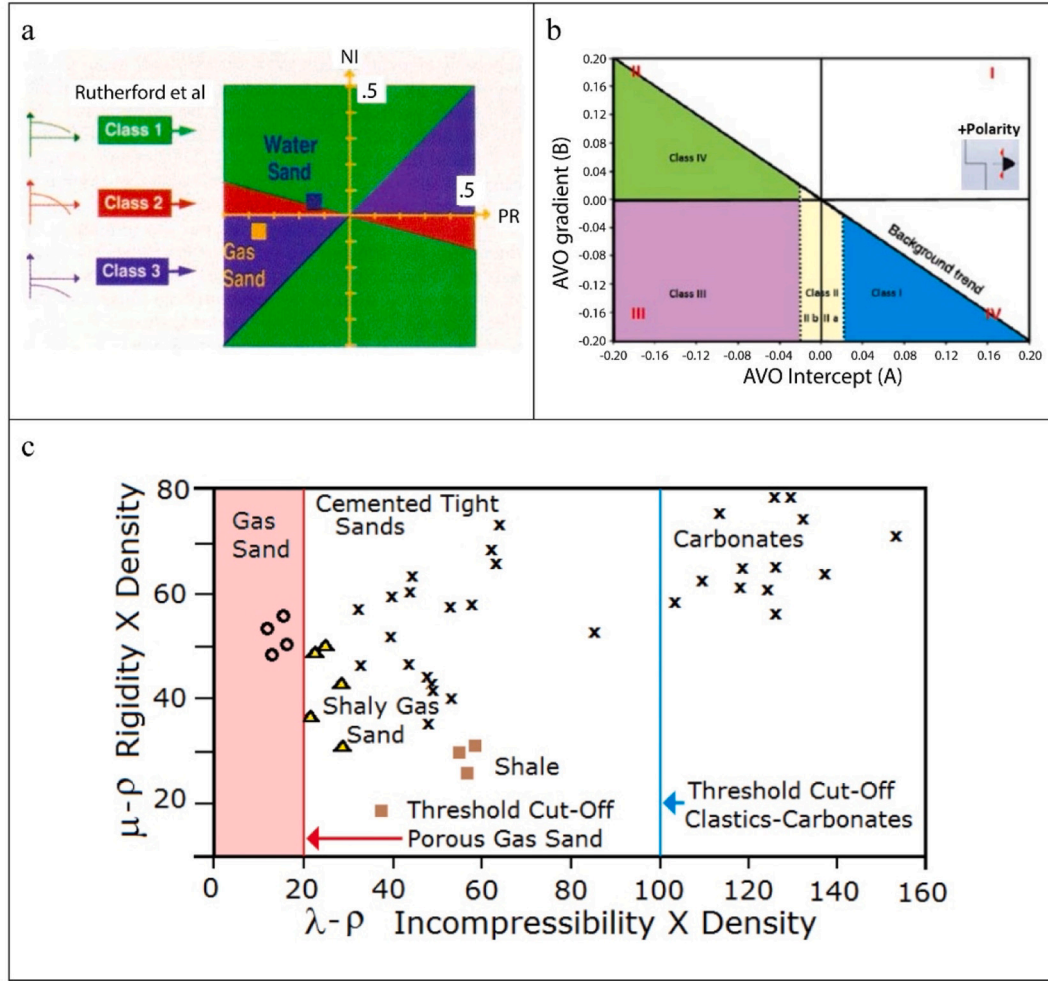 a
NI
.5
Rutherford et al
Class 1
Water
Sand
Class 2
.5
PR
Gas
Sand
Class 3
b
AVO gradient (B)
0.20
0.16
0.12
0.08
0.04
0.00
-0.04
-0.08
-0.12
-0.16
-0.20
II
I
+Polarity
Class IV
Background trend
Class III
Class II
Class I
III
II b
II a
IV
-0.20
-0.16
-0.12
-0.08
-0.04
0.00
0.04
0.08
0.12
0.16
0.20
AVO Intercept (A)
c
μ-ρ Rigidity X Density
80
60
40
20
Gas
Sand
Cemented Tight
Sands
Carbonates
Shaly Gas
Sand
Shale
Threshold Cut-Off
Porous Gas Sand
Threshold Cut-Off
Clastics-Carbonates
0
20
40
60
80
100
120
140
160
λ-ρ Incompressibility X Density